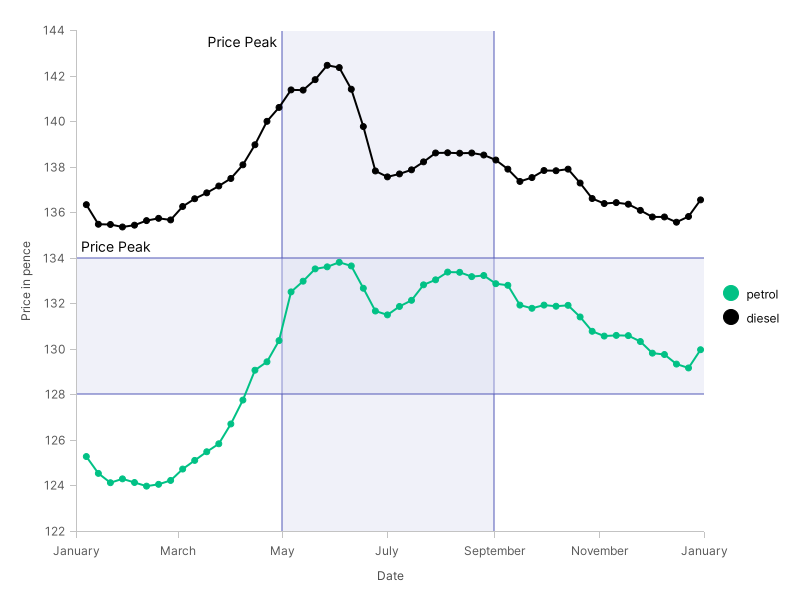 144
Price Peak
142
140
138
136
Price Peak
134
132
130
128
126
124
122
Price in pence
January
March
May
July
September
November
January
Date
petrol
diesel